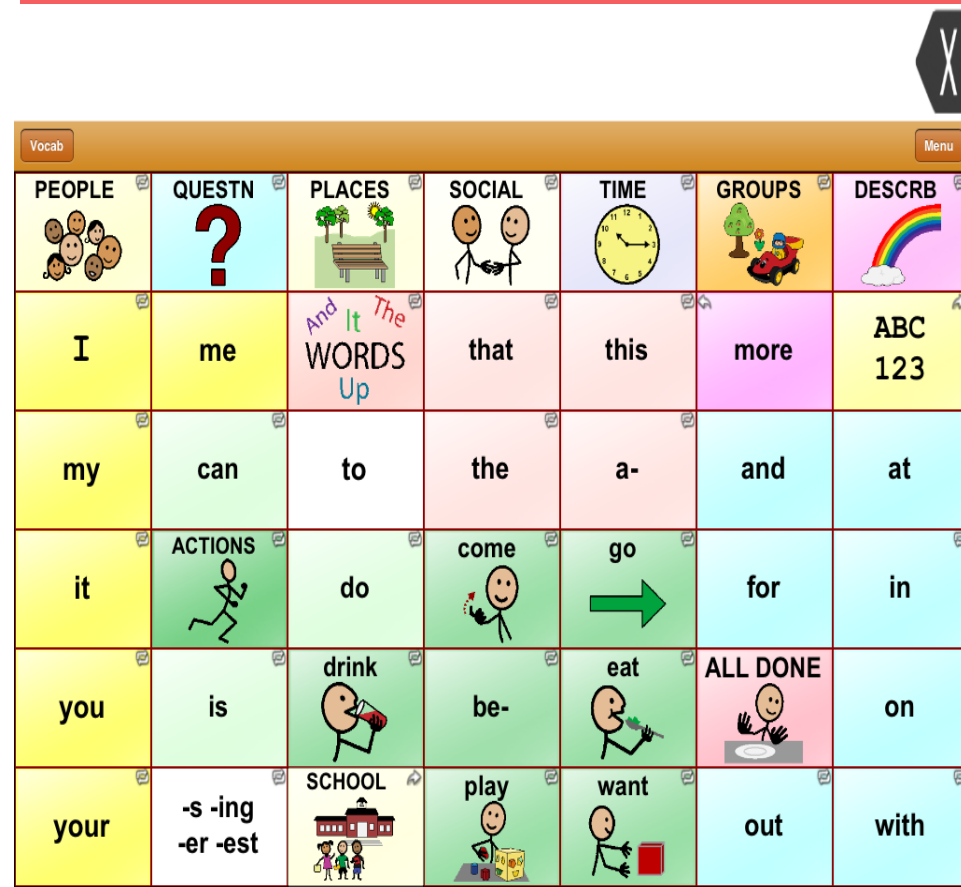 X
Vocab
Menu
PEOPLE
QUESTN
PLACES
SOCIAL
TIME
GROUPS
DESCRB
I
me
And It The
WORDS
Up
that
this
more
ABC
123
my
can
to
the
a-
and
at
it
ACTIONS
do
come
go
for
in
you
is
drink
be-
eat
ALL DONE
on
your
-s -ing
-er -est
SCHOOL
play
want
out
with